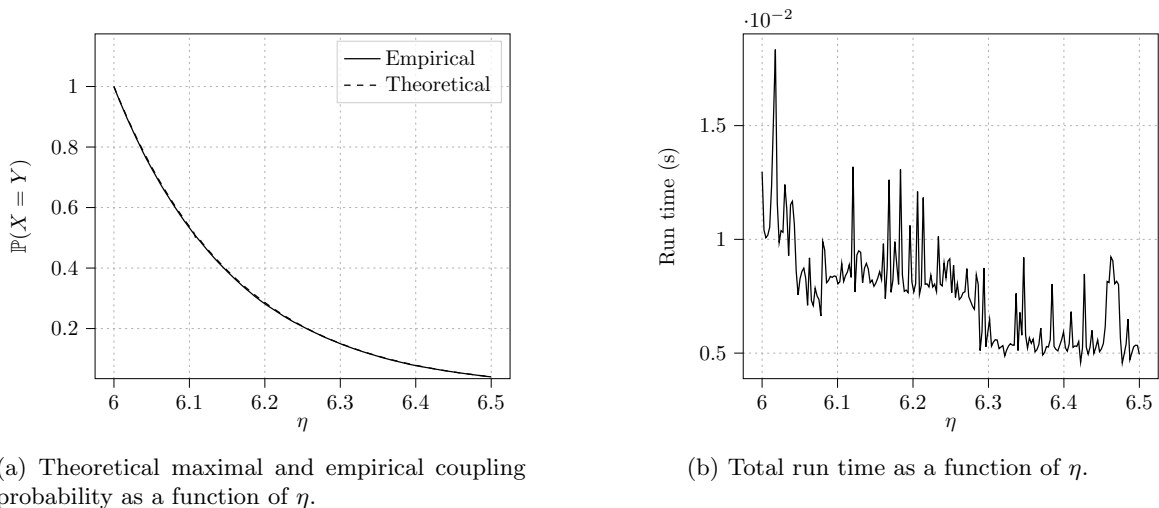 1
0.8
0.6
0.4
0.2
ℙ(X = Y)
Empirical
Theoretical
6 6.1 6.2 6.3 6.4 6.5
η
(a) Theoretical maximal and empirical coupling
probability as a function of η.
·10⁻²
1.5
1
0.5
Run time (s)
6 6.1 6.2 6.3 6.4 6.5
η
(b) Total run time as a function of η.